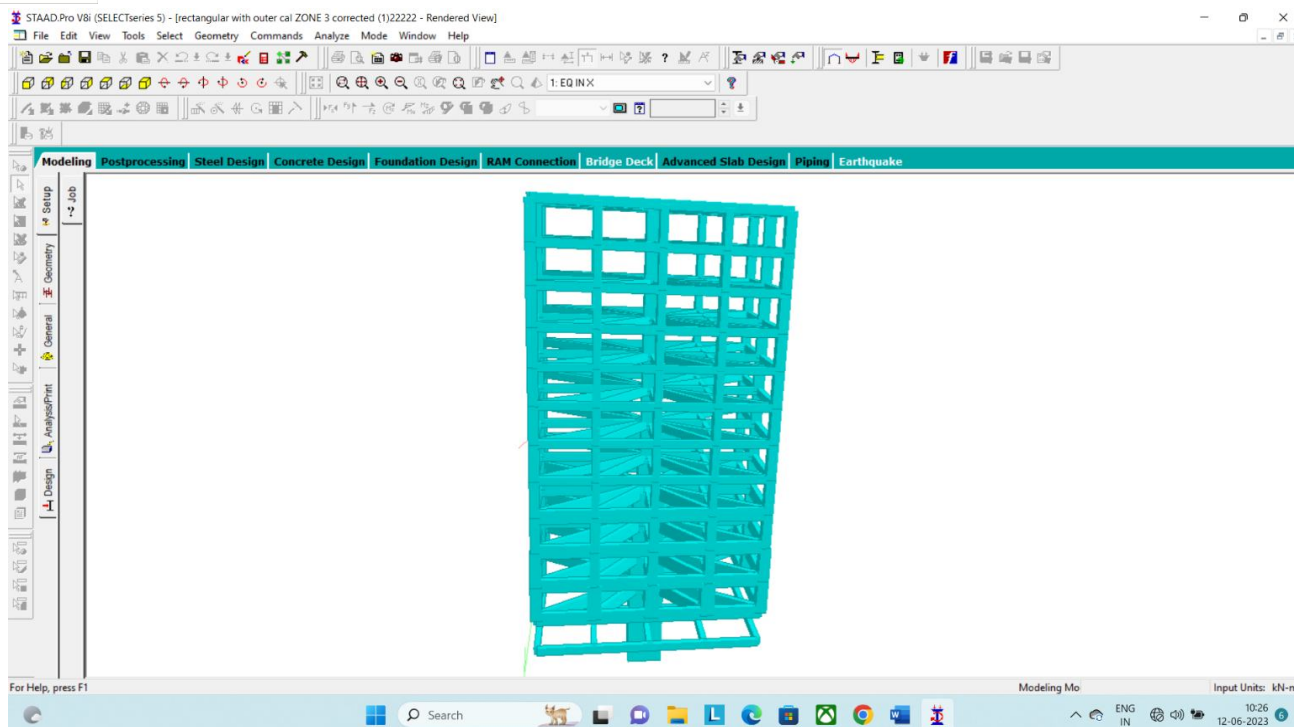 STAAD.Pro V8i (SELECTseries 5) - [rectangular with outer cal ZONE 3 corrected (1)22222 - Rendered View]
File Edit View Tools Select Geometry Commands Analyze Mode Window Help
1: EQ IN X
Modeling Postprocessing Steel Design Concrete Design Foundation Design RAM Connection Bridge Deck Advanced Slab Design Piping Earthquake
Setup
Job
Geometry
General
Analysis/Print
Design
For Help, press F1
Modeling Mo
Input Units: kN-m
Search
ENG
IN
10:26
12-06-2023
6